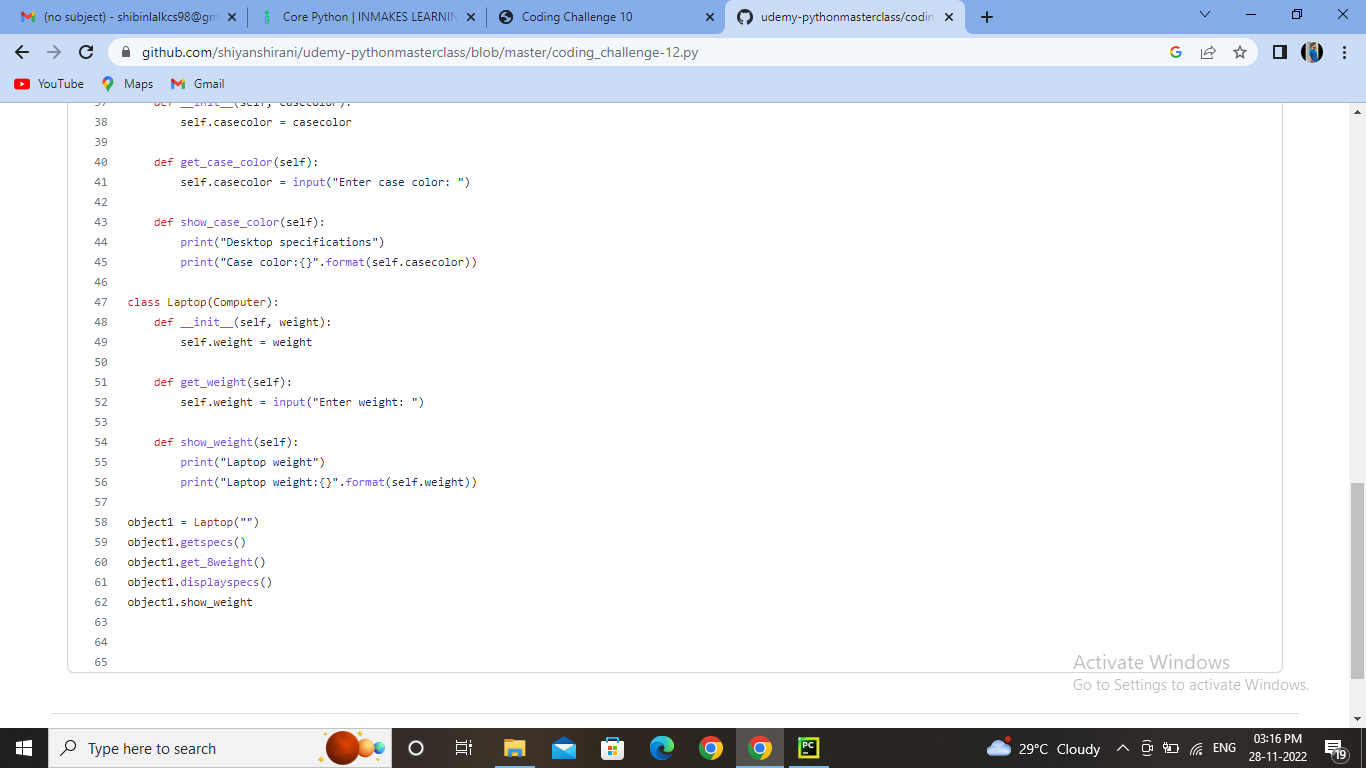 (no subject) - shibinlalkcs98@gm
Core Python | INMAKES LEARNIN
Coding Challenge 10
udemy-pythonmasterclass/codin
github.com/shiyanshirani/udemy-pythonmasterclass/blob/master/coding_challenge-12.py
YouTube Maps Gmail
37 def __init__(self, casecolor):
38 self.casecolor = casecolor
39
40 def get_case_color(self):
41 self.casecolor = input("Enter case color: ")
42
43 def show_case_color(self):
44 print("Desktop specifications")
45 print("Case color:{}".format(self.casecolor))
46
47 class Laptop(Computer):
48 def __init__(self, weight):
49 self.weight = weight
50
51 def get_weight(self):
52 self.weight = input("Enter weight: ")
53
54 def show_weight(self):
55 print("Laptop weight")
56 print("Laptop weight:{}".format(self.weight))
57
58 object1 = Laptop("")
59 object1.getspecs()
60 object1.get_8weight()
61 object1.displayspecs()
62 object1.show_weight
63
64
65
Activate Windows
Go to Settings to activate Windows.
Type here to search
PC
29°C Cloudy
ENG
03:16 PM
28-11-2022
19